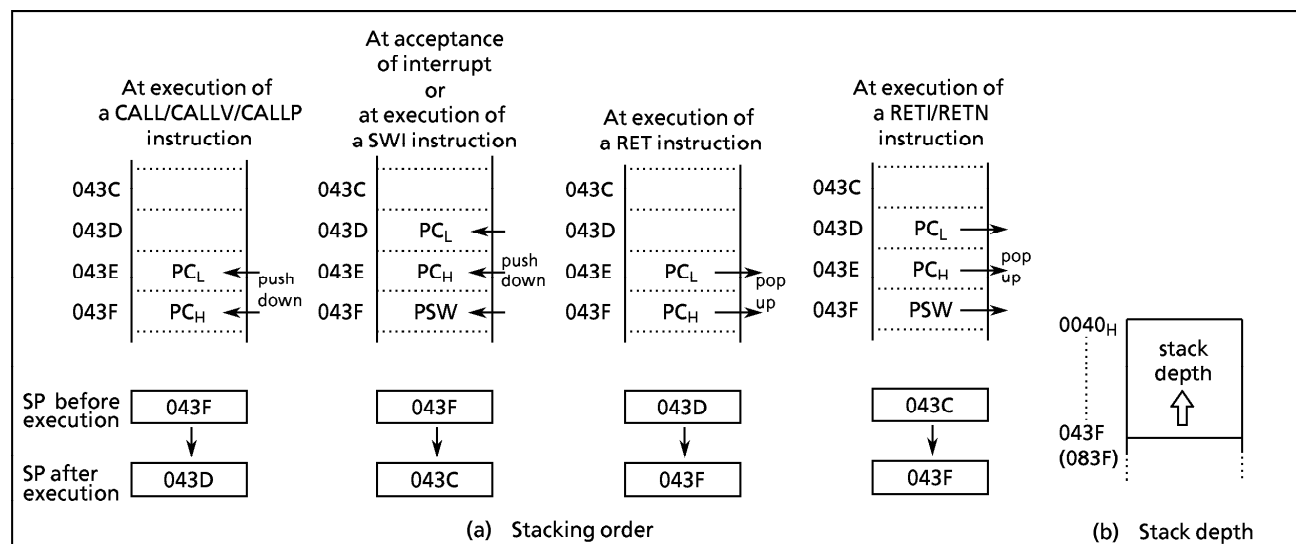 At execution of
a CALL/CALLV/CALLP
instruction
043C
043D
043E PCL push
043F PCH down
At acceptance
of interrupt
or
at execution of
a SWI instruction
043C
043D PCL
043E PCH push down
043F PSW
At execution of
a RET instruction
043C
043D
043E PCL pop
043F PCH up
At execution of
a RETI/RETN
instruction
043C
043D PCL
043E PCH pop up
043F PSW
SP before
execution
043F
043F
043D
043C
SP after
execution
043D
043C
043F
043F
(a) Stacking order
0040H
stack
depth
043F
(083F)
(b) Stack depth